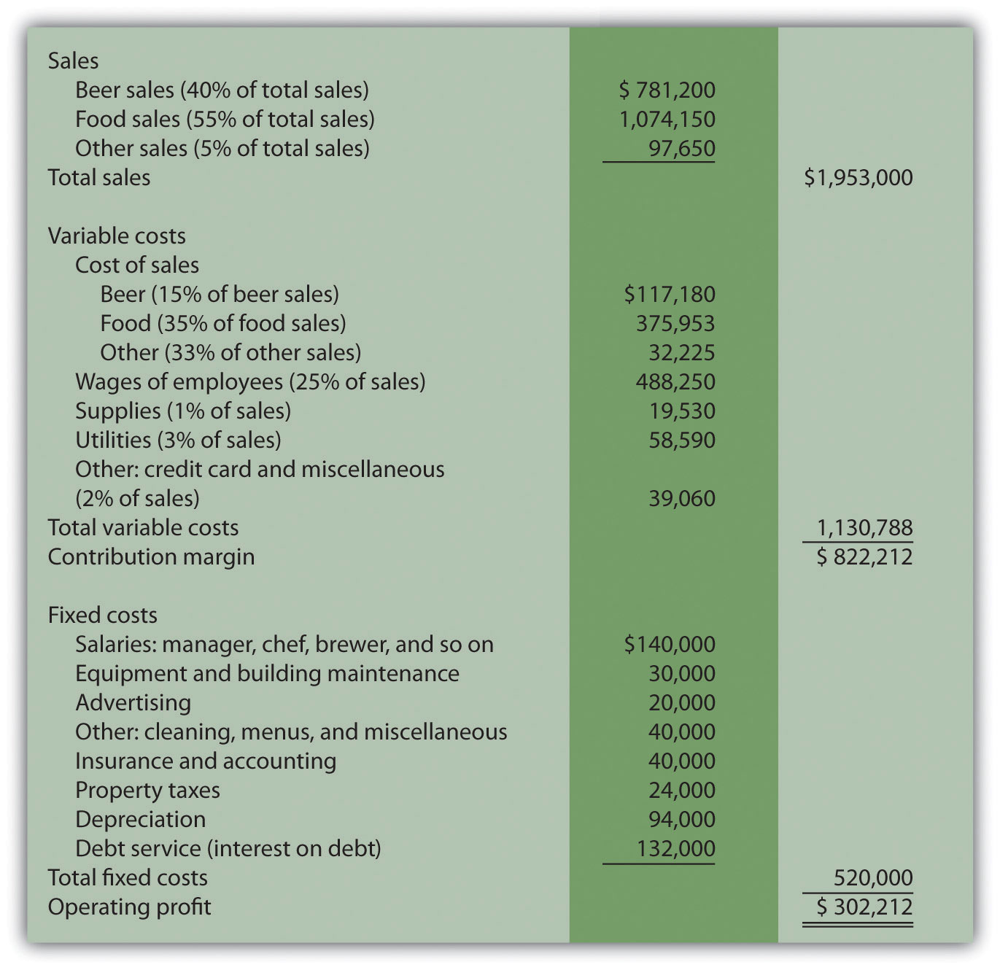 Sales
Beer sales (40% of total sales) $ 781,200
Food sales (55% of total sales) 1,074,150
Other sales (5% of total sales) 97,650
Total sales $1,953,000
Variable costs
Cost of sales
Beer (15% of beer sales) $117,180
Food (35% of food sales) 375,953
Other (33% of other sales) 32,225
Wages of employees (25% of sales) 488,250
Supplies (1% of sales) 19,530
Utilities (3% of sales) 58,590
Other: credit card and miscellaneous
(2% of sales) 39,060
Total variable costs 1,130,788
Contribution margin $ 822,212
Fixed costs
Salaries: manager, chef, brewer, and so on $140,000
Equipment and building maintenance 30,000
Advertising 20,000
Other: cleaning, menus, and miscellaneous 40,000
Insurance and accounting 40,000
Property taxes 24,000
Depreciation 94,000
Debt service (interest on debt) 132,000
Total fixed costs 520,000
Operating profit $ 302,212